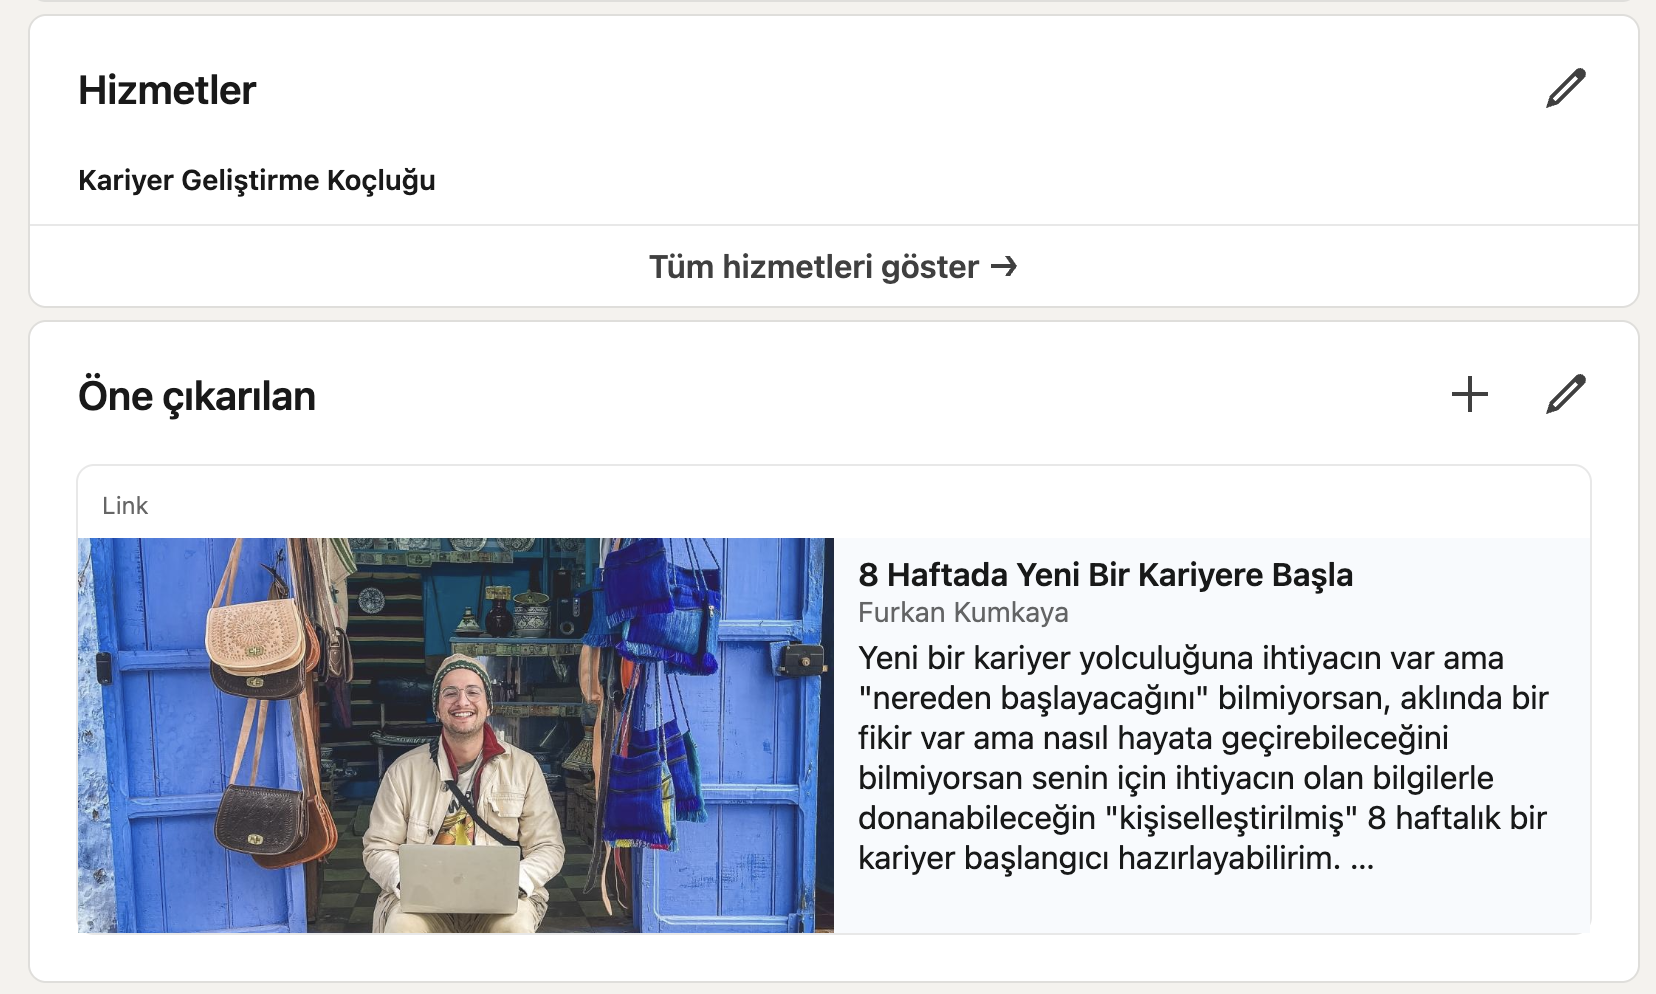 Hizmetler
Kariyer Geliştirme Koçluğu
Tüm hizmetleri göster →
Öne çıkarılan
Link
8 Haftada Yeni Bir Kariyere Başla
Furkan Kumkaya
Yeni bir kariyer yolculuğuna ihtiyacın var ama
"nereden başlayacağını" bilmiyorsan, aklında bir
fikir var ama nasıl hayata geçirebileceğini
bilmiyorsan senin için ihtiyacın olan bilgilerle
donanabileceğin "kişiselleştirilmiş" 8 haftalık bir
kariyer başlangıcı hazırlayabilirim. ...